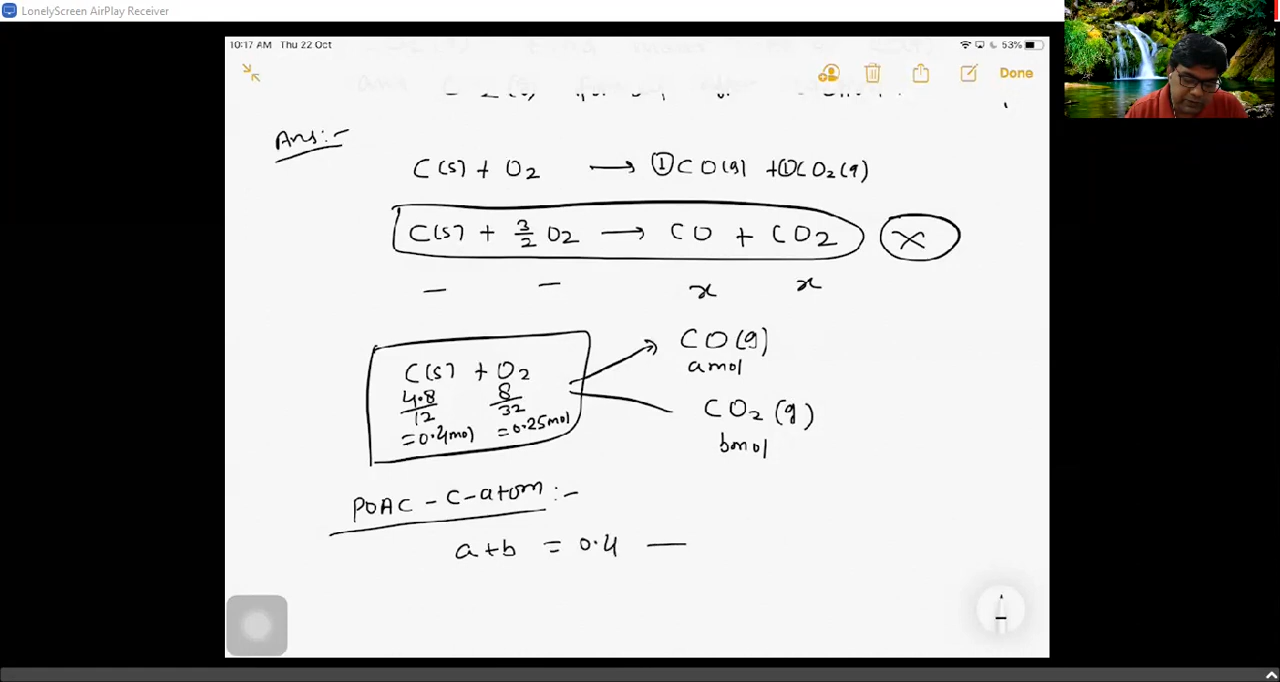 LonelyScreen AirPlay Receiver
10:17 AM Thu 22 Oct
53%
Done
Ans:-
C(s) + O2 → ①CO(g) + ①CO2(g)
C(s) + 3/2 O2 → CO + CO2 ✗
— — x x
C(s) + O2
4.8/12 8/32
=0.4mol =0.25mol
CO(g)
a mol
CO2(g)
b mol
POAC - C-atom :-
a+b = 0.4 —